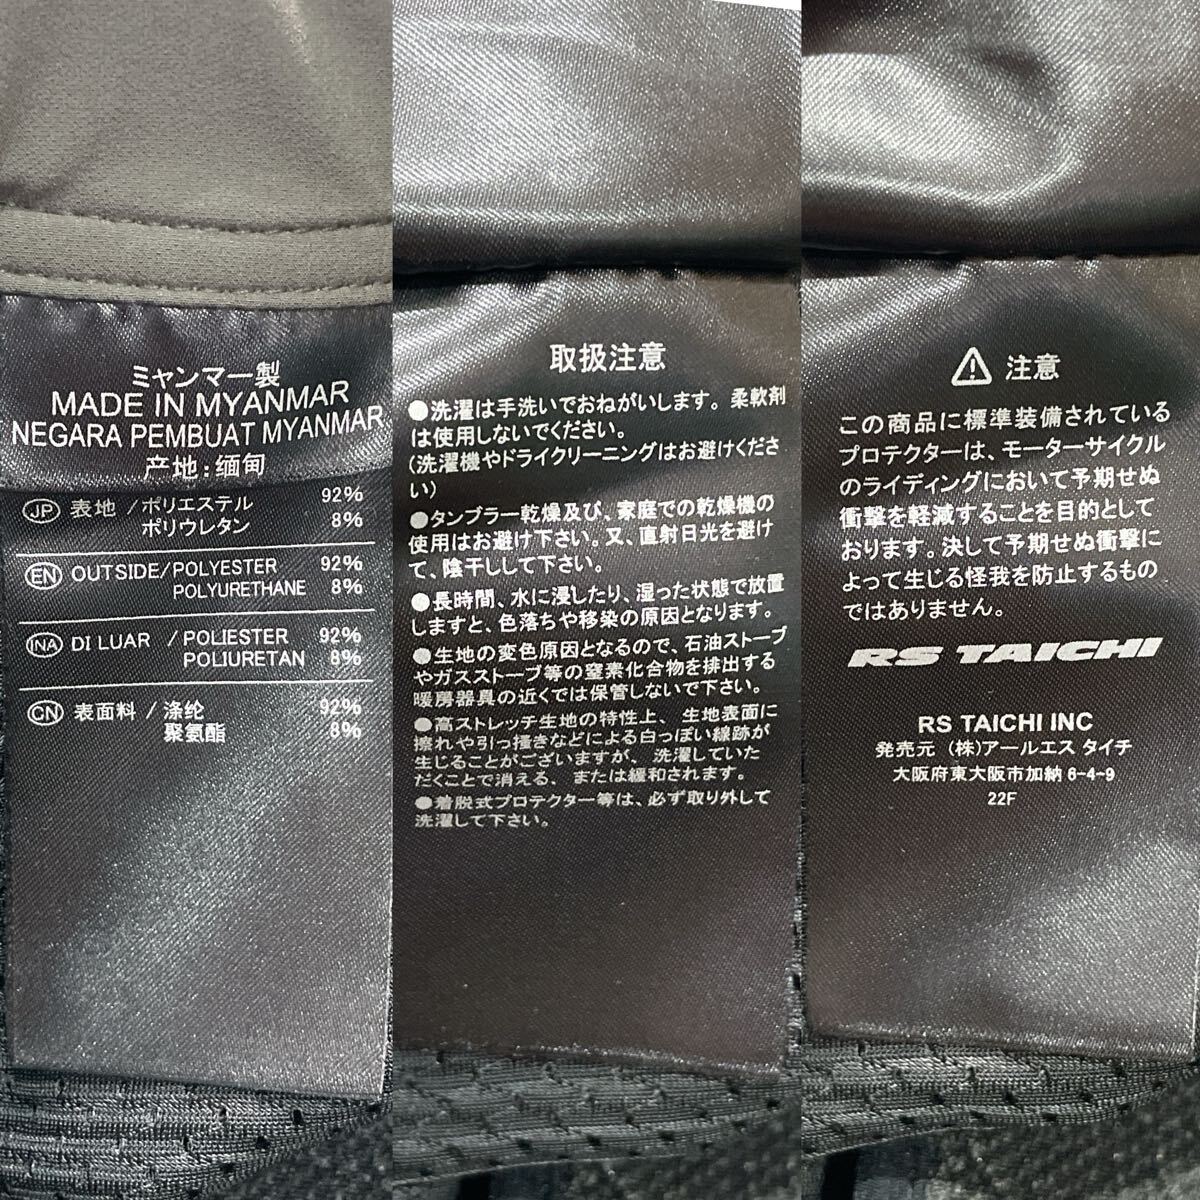 ミャンマー製
MADE IN MYANMAR
NEGARA PEMBUAT MYANMAR
产地:缅甸
JP 表地 /ポリエステル 92%
ポリウレタン 8%
EN OUTSIDE/POLYESTER 92%
POLYURETHANE 8%
INA DI LUAR /POLIESTER 92%
POLIURETAN 8%
CN 表面料 / 涤纶 92%
聚氨酯 8%
取扱注意
●洗濯は手洗いでおねがいします。柔軟剤
は使用しないでください。
(洗濯機やドライクリーニングはお避けくださ
い)
●タンブラー乾燥及び、家庭での乾燥機の
使用はお避け下さい。又、直射日光を避け
て、陰干しして下さい。
●長時間、水に浸したり、湿った状態で放置
しますと、色落ちや移染の原因となります。
●生地の変色原因となるので、石油ストーブ
やガスストーブ等の窒素化合物を排出する
暖房器具の近くでは保管しないで下さい。
●高ストレッチ生地の特性上、生地表面に
擦れや引っ掻きなどによる白っぽい線跡が
生じることがございますが、洗濯していた
だくことで消える、または緩和されます。
●着脱式プロテクター等は、必ず取り外して
洗濯して下さい。
⚠ 注意
この商品に標準装備されている
プロテクターは、モーターサイクル
のライディングにおいて予期せぬ
衝撃を軽減することを目的として
おります。決して予期せぬ衝撃に
よって生じる怪我を防止するもの
ではありません。
RS TAICHI
RS TAICHI INC
発売元 (株)アールエス タイチ
大阪府東大阪市加納 6-4-9
22F